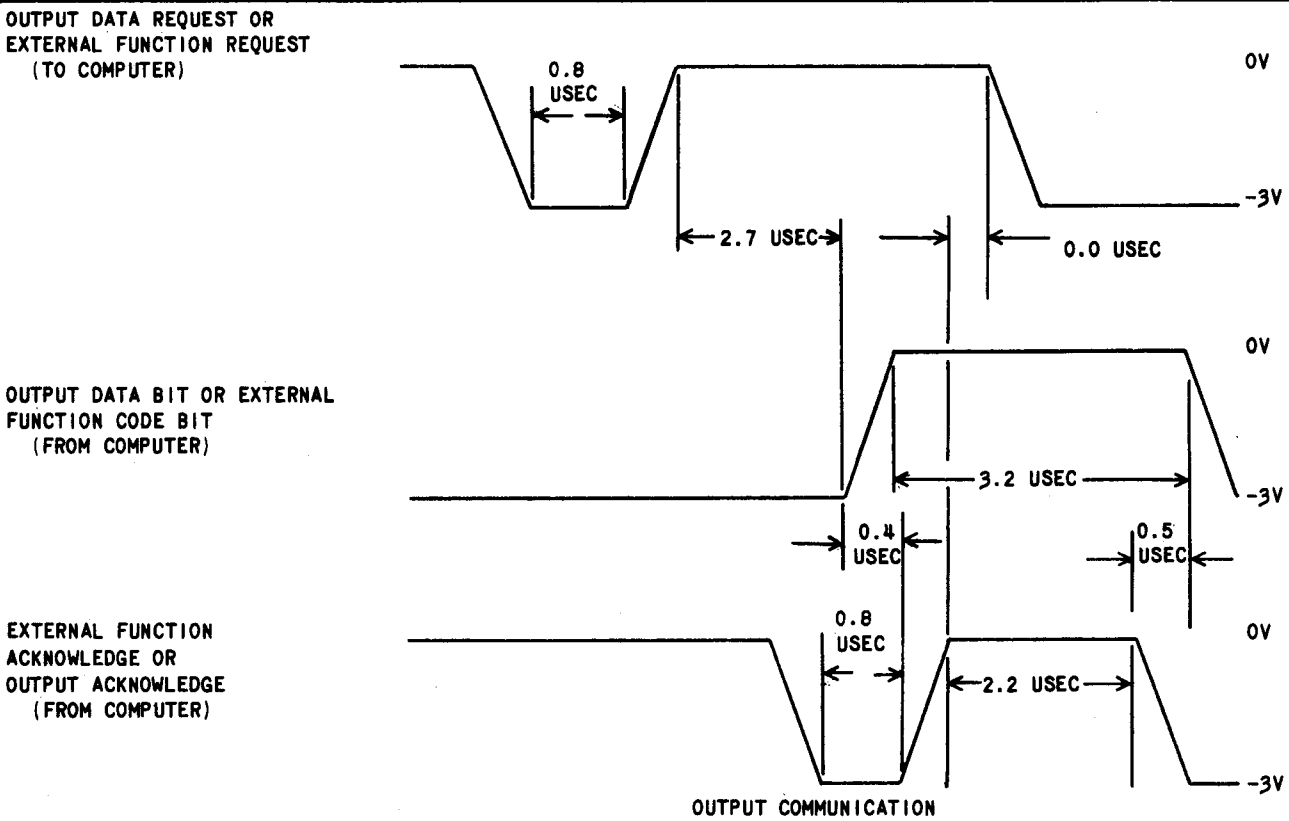 OUTPUT DATA REQUEST OR
EXTERNAL FUNCTION REQUEST
(TO COMPUTER)
0.8
USEC
0V
-3V
2.7 USEC
0.0 USEC
OUTPUT DATA BIT OR EXTERNAL
FUNCTION CODE BIT
(FROM COMPUTER)
0V
3.2 USEC
-3V
0.4
USEC
0.5
USEC
EXTERNAL FUNCTION
ACKNOWLEDGE OR
OUTPUT ACKNOWLEDGE
(FROM COMPUTER)
0.8
USEC
0V
2.2 USEC
-3V
OUTPUT COMMUNICATION